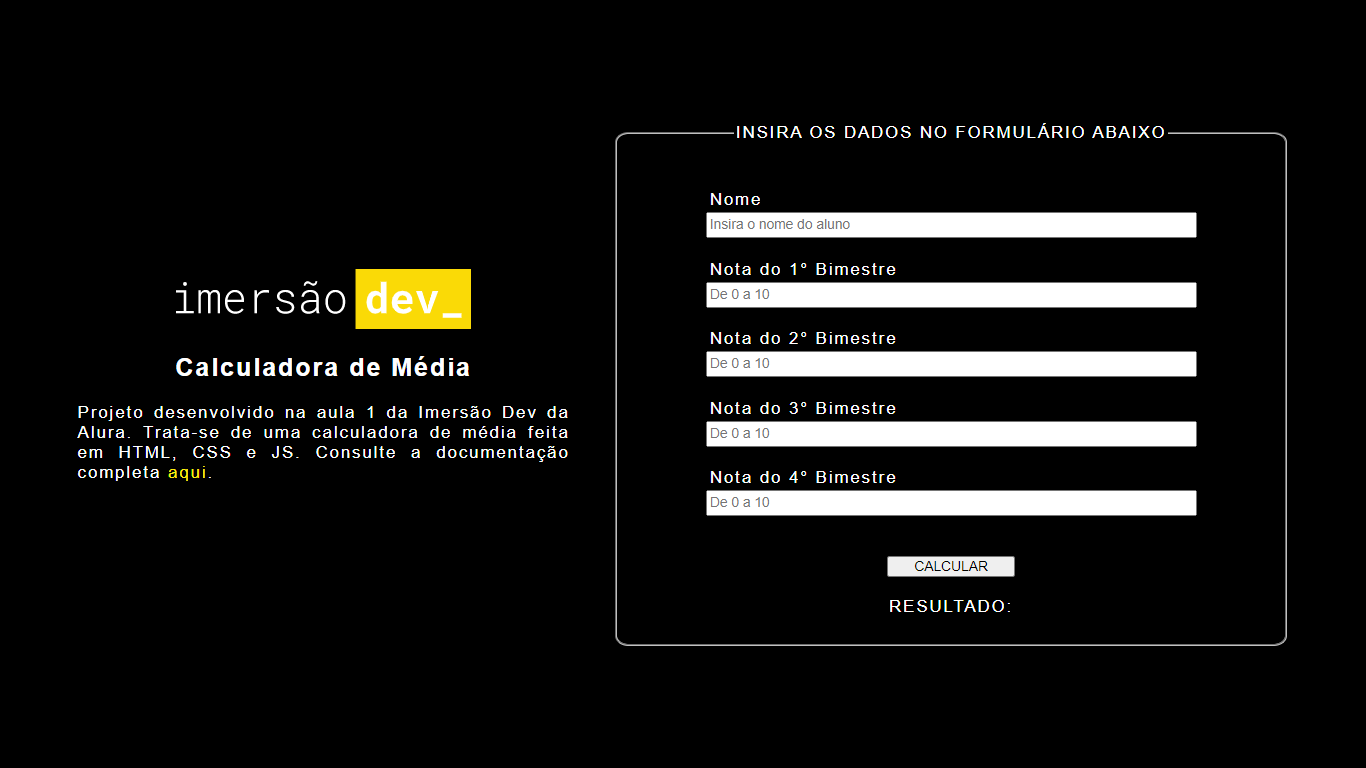 imersão dev_
Calculadora de Média
Projeto desenvolvido na aula 1 da Imersão Dev da
Alura. Trata-se de uma calculadora de média feita
em HTML, CSS e JS. Consulte a documentação
completa aqui.
INSIRA OS DADOS NO FORMULÁRIO ABAIXO
Nome
Insira o nome do aluno
Nota do 1° Bimestre
De 0 a 10
Nota do 2° Bimestre
De 0 a 10
Nota do 3° Bimestre
De 0 a 10
Nota do 4° Bimestre
De 0 a 10
CALCULAR
RESULTADO: